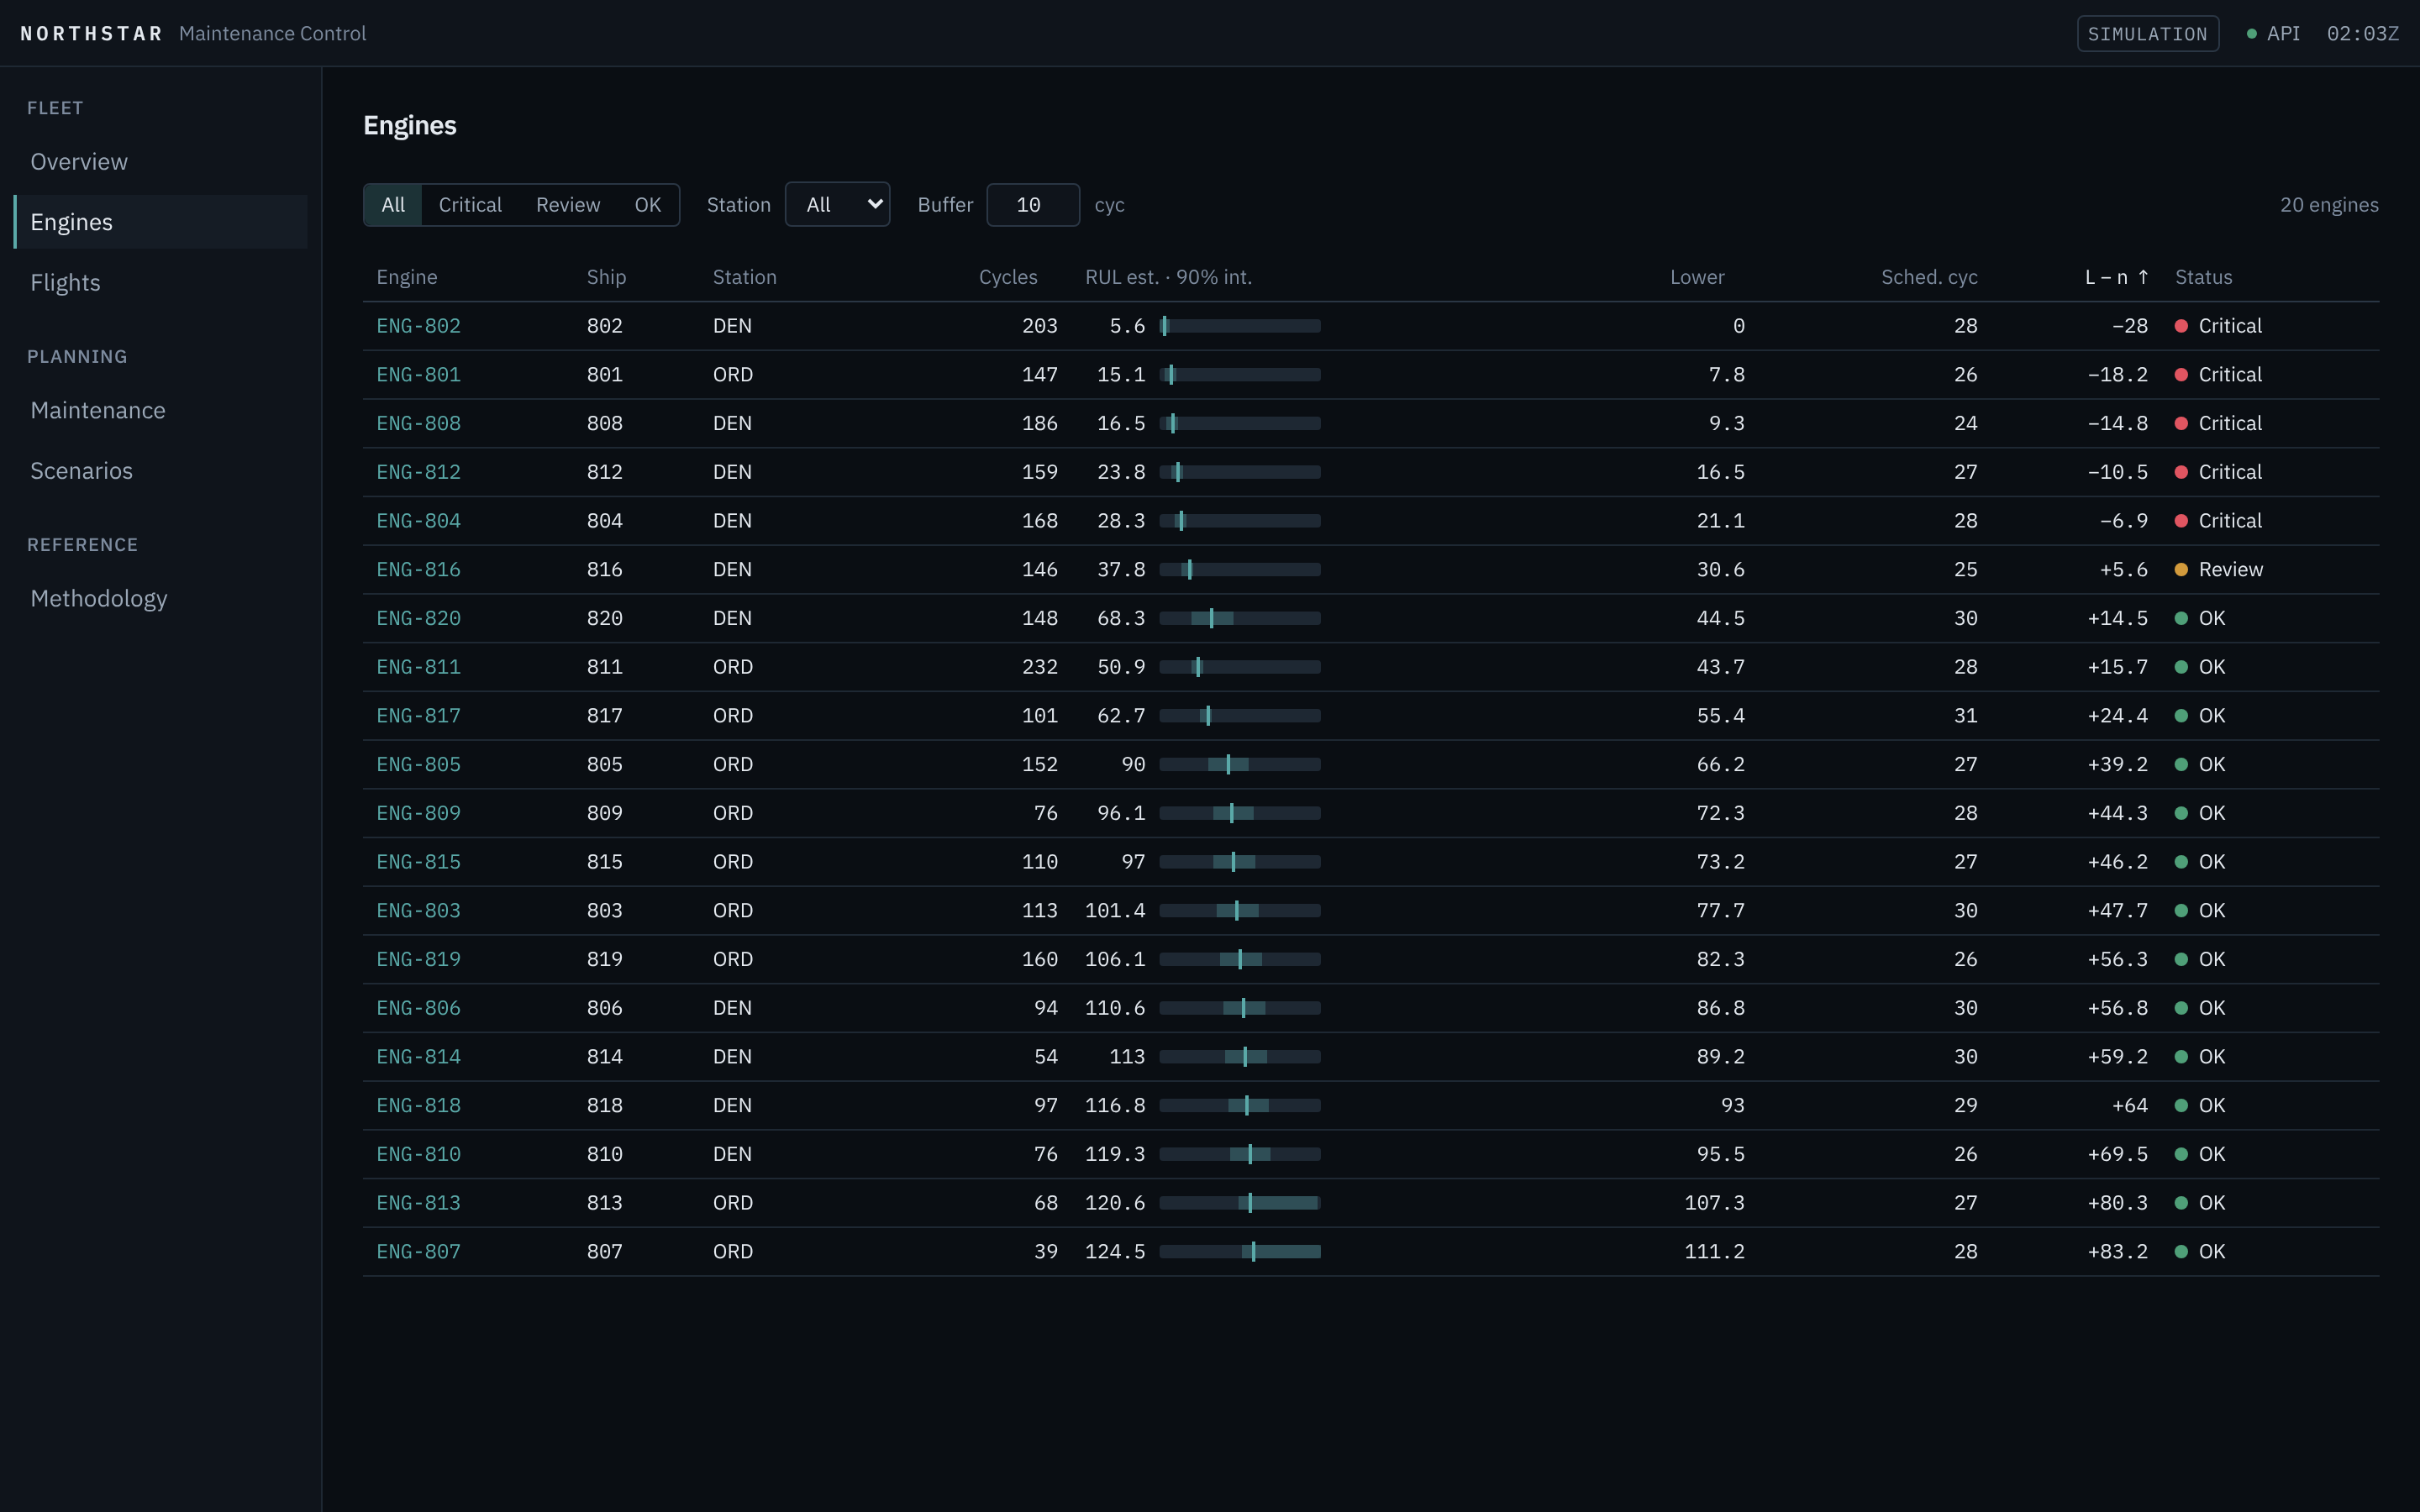 NORTHSTAR Maintenance Control SIMULATION API 02:03Z
FLEET
Overview
Engines
Flights
PLANNING
Maintenance
Scenarios
REFERENCE
Methodology
Engines
All Critical Review OK Station All Buffer 10 cyc 20 engines
Engine Ship Station Cycles RUL est. · 90% int. Lower Sched. cyc L – n ↑ Status
ENG-802 802 DEN 203 5.6 0 28 −28 Critical
ENG-801 801 ORD 147 15.1 7.8 26 −18.2 Critical
ENG-808 808 DEN 186 16.5 9.3 24 −14.8 Critical
ENG-812 812 DEN 159 23.8 16.5 27 −10.5 Critical
ENG-804 804 DEN 168 28.3 21.1 28 −6.9 Critical
ENG-816 816 DEN 146 37.8 30.6 25 +5.6 Review
ENG-820 820 DEN 148 68.3 44.5 30 +14.5 OK
ENG-811 811 ORD 232 50.9 43.7 28 +15.7 OK
ENG-817 817 ORD 101 62.7 55.4 31 +24.4 OK
ENG-805 805 ORD 152 90 66.2 27 +39.2 OK
ENG-809 809 ORD 76 96.1 72.3 28 +44.3 OK
ENG-815 815 ORD 110 97 73.2 27 +46.2 OK
ENG-803 803 ORD 113 101.4 77.7 30 +47.7 OK
ENG-819 819 ORD 160 106.1 82.3 26 +56.3 OK
ENG-806 806 DEN 94 110.6 86.8 30 +56.8 OK
ENG-814 814 DEN 54 113 89.2 30 +59.2 OK
ENG-818 818 DEN 97 116.8 93 29 +64 OK
ENG-810 810 DEN 76 119.3 95.5 26 +69.5 OK
ENG-813 813 ORD 68 120.6 107.3 27 +80.3 OK
ENG-807 807 ORD 39 124.5 111.2 28 +83.2 OK